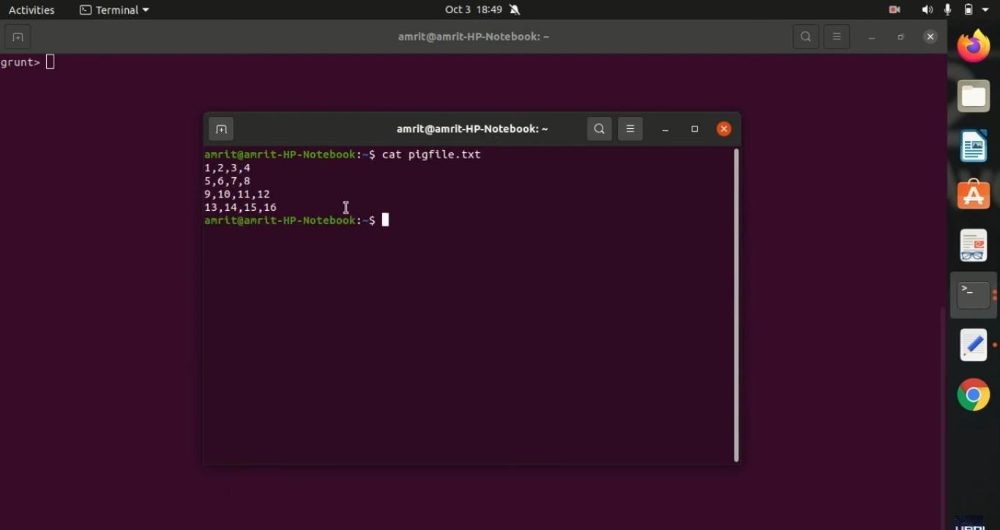 Activities Terminal Oct 3 18:49
amrit@amrit-HP-Notebook: ~
grunt>
amrit@amrit-HP-Notebook: ~
amrit@amrit-HP-Notebook:~$ cat pigfile.txt
1,2,3,4
5,6,7,8
9,10,11,12
13,14,15,16
amrit@amrit-HP-Notebook:~$